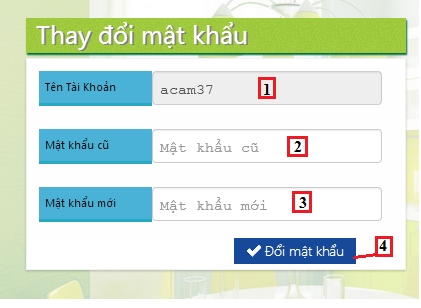 Thay đổi mật khẩu
Tên Tài Khoản acam37 1
Mật khẩu cũ Mật khẩu cũ 2
Mật khẩu mới Mật khẩu mới 3
Đổi mật khẩu 4